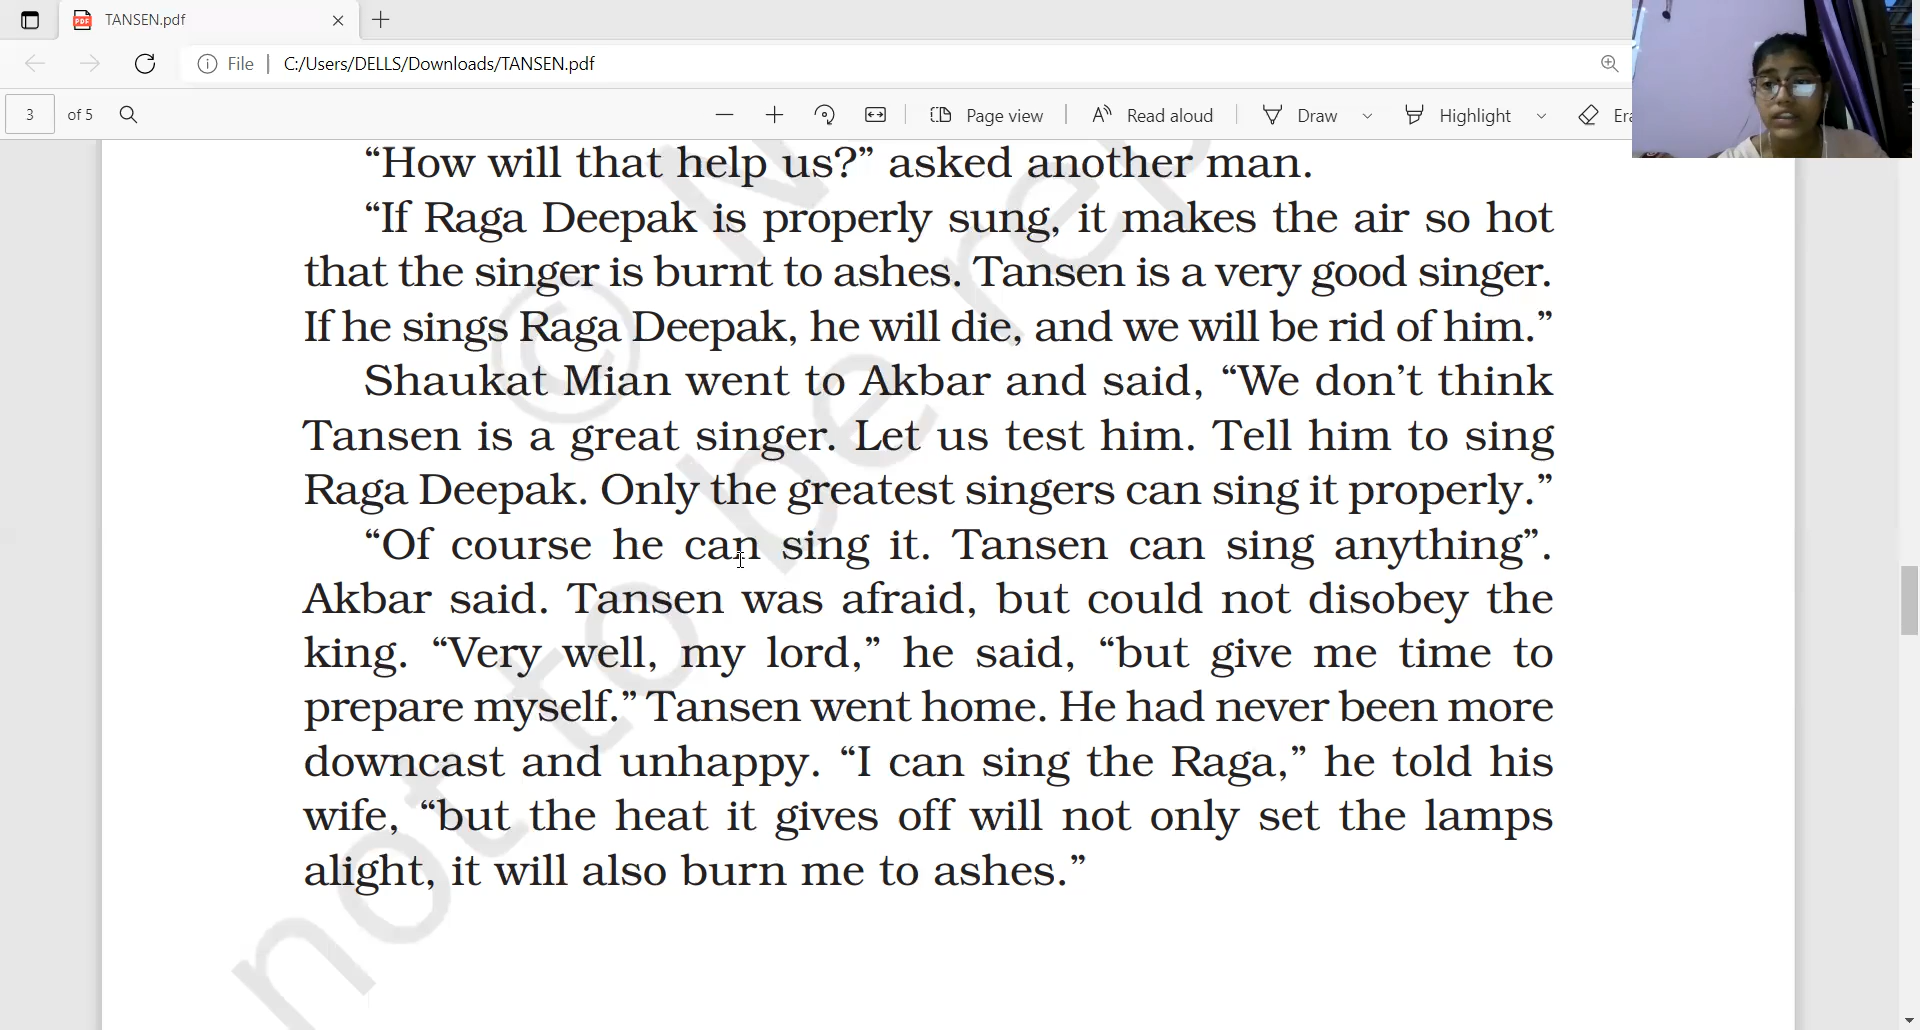 TANSEN.pdf
File
C:/Users/DELLS/Downloads/TANSEN.pdf
3 of 5
Page view
Read aloud
Draw
Highlight
“How will that help us?” asked another man.
“If Raga Deepak is properly sung, it makes the air so hot
that the singer is burnt to ashes. Tansen is a very good singer.
If he sings Raga Deepak, he will die, and we will be rid of him.”
Shaukat Mian went to Akbar and said, “We don’t think
Tansen is a great singer. Let us test him. Tell him to sing
Raga Deepak. Only the greatest singers can sing it properly.”
“Of course he can sing it. Tansen can sing anything”.
Akbar said. Tansen was afraid, but could not disobey the
king. “Very well, my lord,” he said, “but give me time to
prepare myself.” Tansen went home. He had never been more
downcast and unhappy. “I can sing the Raga,” he told his
wife, “but the heat it gives off will not only set the lamps
alight, it will also burn me to ashes.”
© N
not to be rep